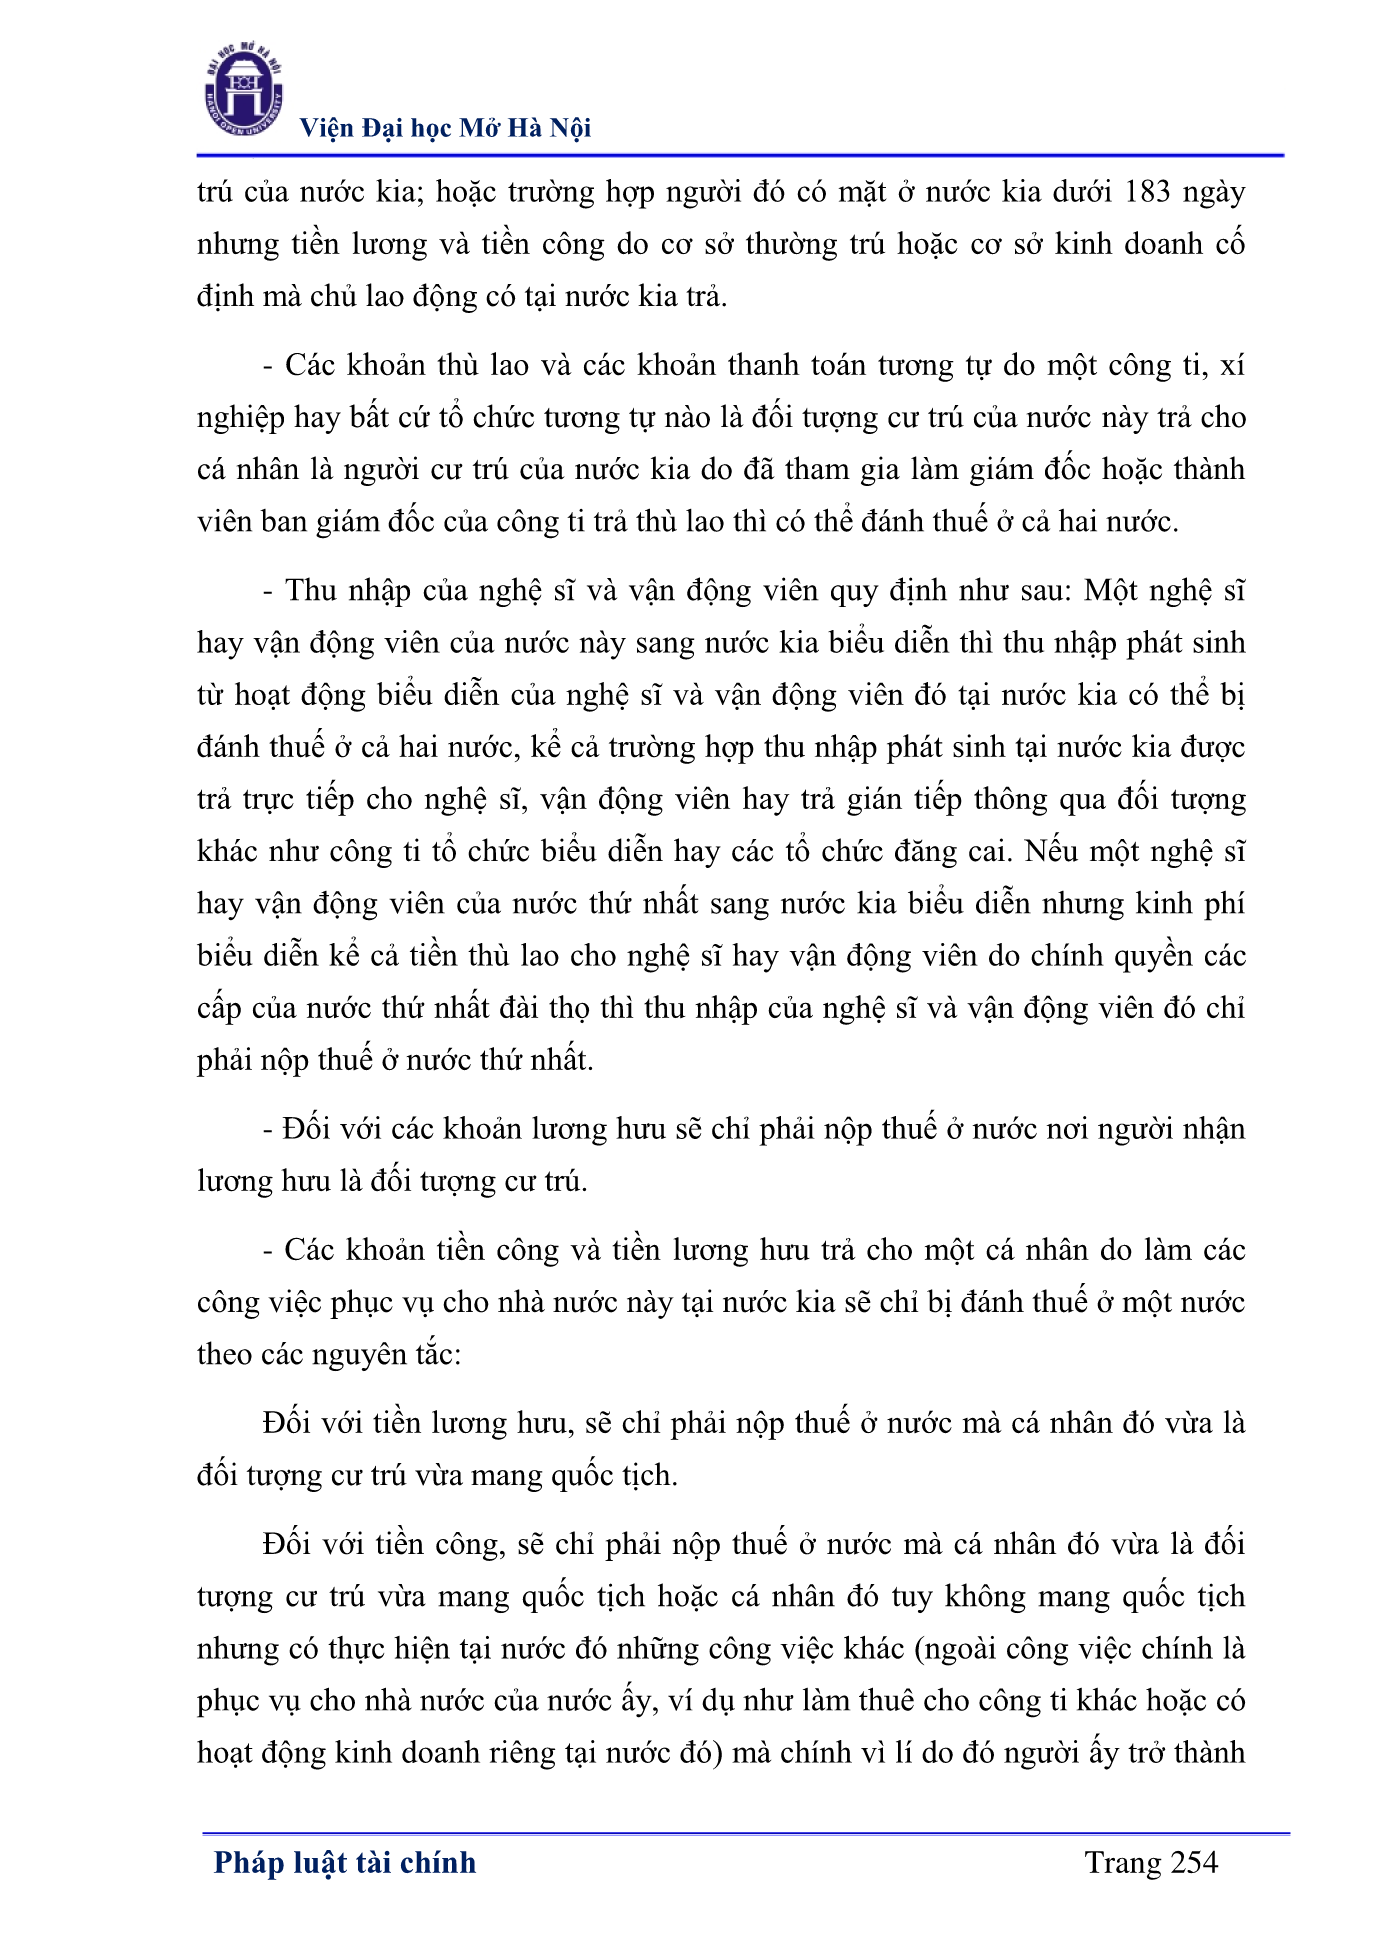 ĐẠI HỌC MỞ HÀ NỘI
HANOI OPEN UNIVERSITY
Viện Đại học Mở Hà Nội
trú của nước kia; hoặc trường hợp người đó có mặt ở nước kia dưới 183 ngày
nhưng tiền lương và tiền công do cơ sở thường trú hoặc cơ sở kinh doanh cố
định mà chủ lao động có tại nước kia trả.
- Các khoản thù lao và các khoản thanh toán tương tự do một công ti, xí
nghiệp hay bất cứ tổ chức tương tự nào là đối tượng cư trú của nước này trả cho
cá nhân là người cư trú của nước kia do đã tham gia làm giám đốc hoặc thành
viên ban giám đốc của công ti trả thù lao thì có thể đánh thuế ở cả hai nước.
- Thu nhập của nghệ sĩ và vận động viên quy định như sau: Một nghệ sĩ
hay vận động viên của nước này sang nước kia biểu diễn thì thu nhập phát sinh
từ hoạt động biểu diễn của nghệ sĩ và vận động viên đó tại nước kia có thể bị
đánh thuế ở cả hai nước, kể cả trường hợp thu nhập phát sinh tại nước kia được
trả trực tiếp cho nghệ sĩ, vận động viên hay trả gián tiếp thông qua đối tượng
khác như công ti tổ chức biểu diễn hay các tổ chức đăng cai. Nếu một nghệ sĩ
hay vận động viên của nước thứ nhất sang nước kia biểu diễn nhưng kinh phí
biểu diễn kể cả tiền thù lao cho nghệ sĩ hay vận động viên do chính quyền các
cấp của nước thứ nhất đài thọ thì thu nhập của nghệ sĩ và vận động viên đó chỉ
phải nộp thuế ở nước thứ nhất.
- Đối với các khoản lương hưu sẽ chỉ phải nộp thuế ở nước nơi người nhận
lương hưu là đối tượng cư trú.
- Các khoản tiền công và tiền lương hưu trả cho một cá nhân do làm các
công việc phục vụ cho nhà nước này tại nước kia sẽ chỉ bị đánh thuế ở một nước
theo các nguyên tắc:
Đối với tiền lương hưu, sẽ chỉ phải nộp thuế ở nước mà cá nhân đó vừa là
đối tượng cư trú vừa mang quốc tịch.
Đối với tiền công, sẽ chỉ phải nộp thuế ở nước mà cá nhân đó vừa là đối
tượng cư trú vừa mang quốc tịch hoặc cá nhân đó tuy không mang quốc tịch
nhưng có thực hiện tại nước đó những công việc khác (ngoài công việc chính là
phục vụ cho nhà nước của nước ấy, ví dụ như làm thuê cho công ti khác hoặc có
hoạt động kinh doanh riêng tại nước đó) mà chính vì lí do đó người ấy trở thành
Pháp luật tài chính Trang 254